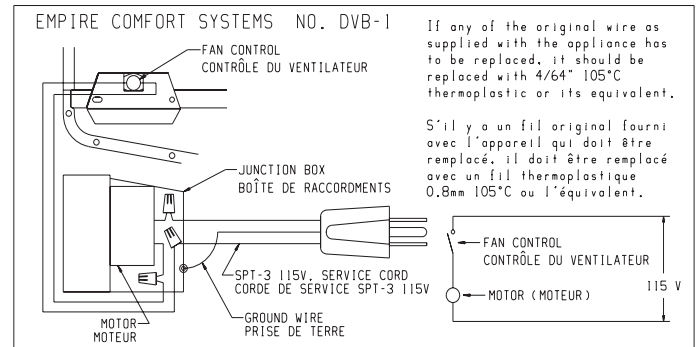 EMPIRE COMFORT SYSTEMS NO. DVB-1
FAN CONTROL
CONTRÔLE DU VENTILATEUR
JUNCTION BOX
BOÎTE DE RACCORDMENTS
SPT-3 115V. SERVICE CORD
CORDE DE SERVICE SPT-3 115V
GROUND WIRE
PRISE DE TERRE
MOTOR
MOTEUR
If any of the original wire as
supplied with the appliance has
to be replaced, it should be
replaced with 4/64" 105°C
thermoplastic or its equivalent.
S'il y a un fil original fourni
avec l'appareil qui doit être
remplacé, il doit être remplacé
avec un fil thermoplastique
0.8mm 105°C ou l'équivalent.
FAN CONTROL
CONTRÔLE DU VENTILATEUR
MOTOR (MOTEUR)
115 V